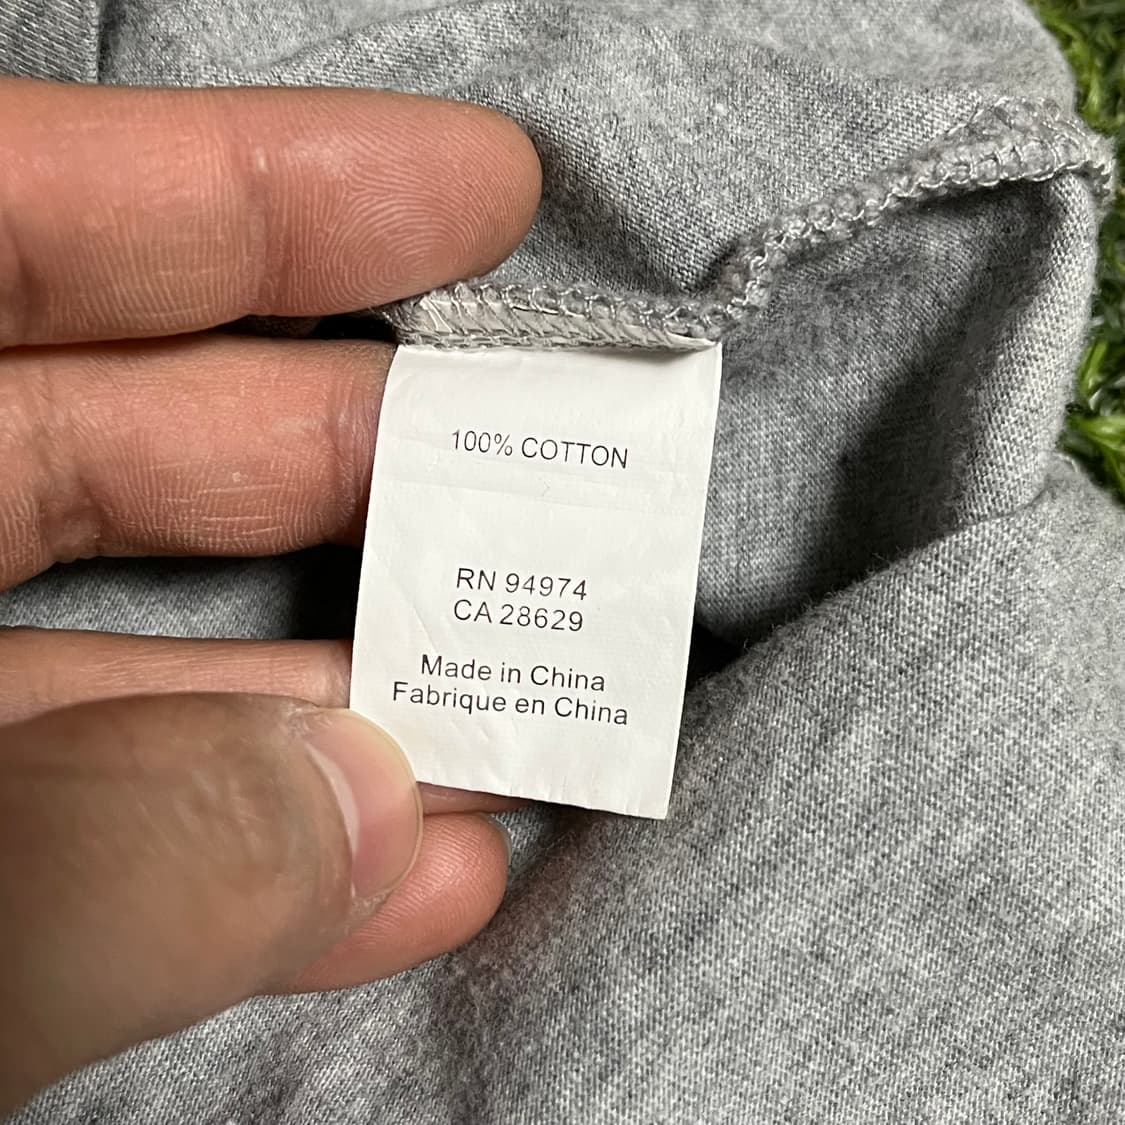 100% COTTON
RN 94974
CA 28629
Made in China
Fabrique en China